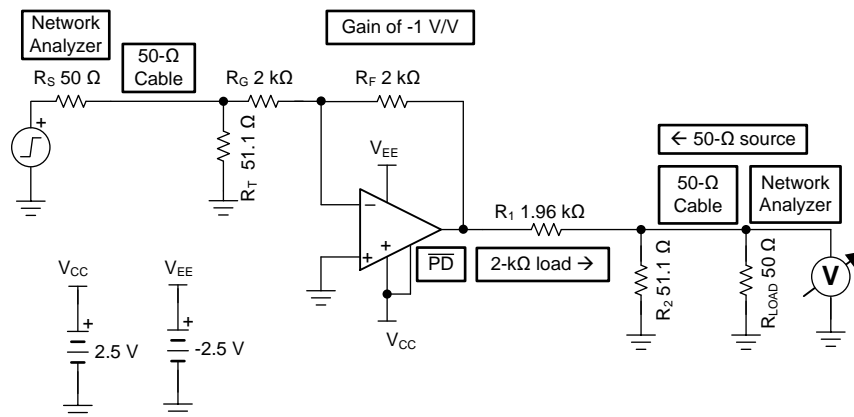 Network
Analyzer
50-Ω
Cable
Gain of -1 V/V
R_S 50 Ω
R_G 2 kΩ
R_F 2 kΩ
+
R_T 51.1 Ω
V_EE
← 50-Ω source
50-Ω
Cable
Network
Analyzer
−
+
+
R_1 1.96 kΩ
PD
2-kΩ load →
V
R_2 51.1 Ω
R_LOAD 50 Ω
V_CC
V_CC
+
2.5 V
V_EE
+
-2.5 V